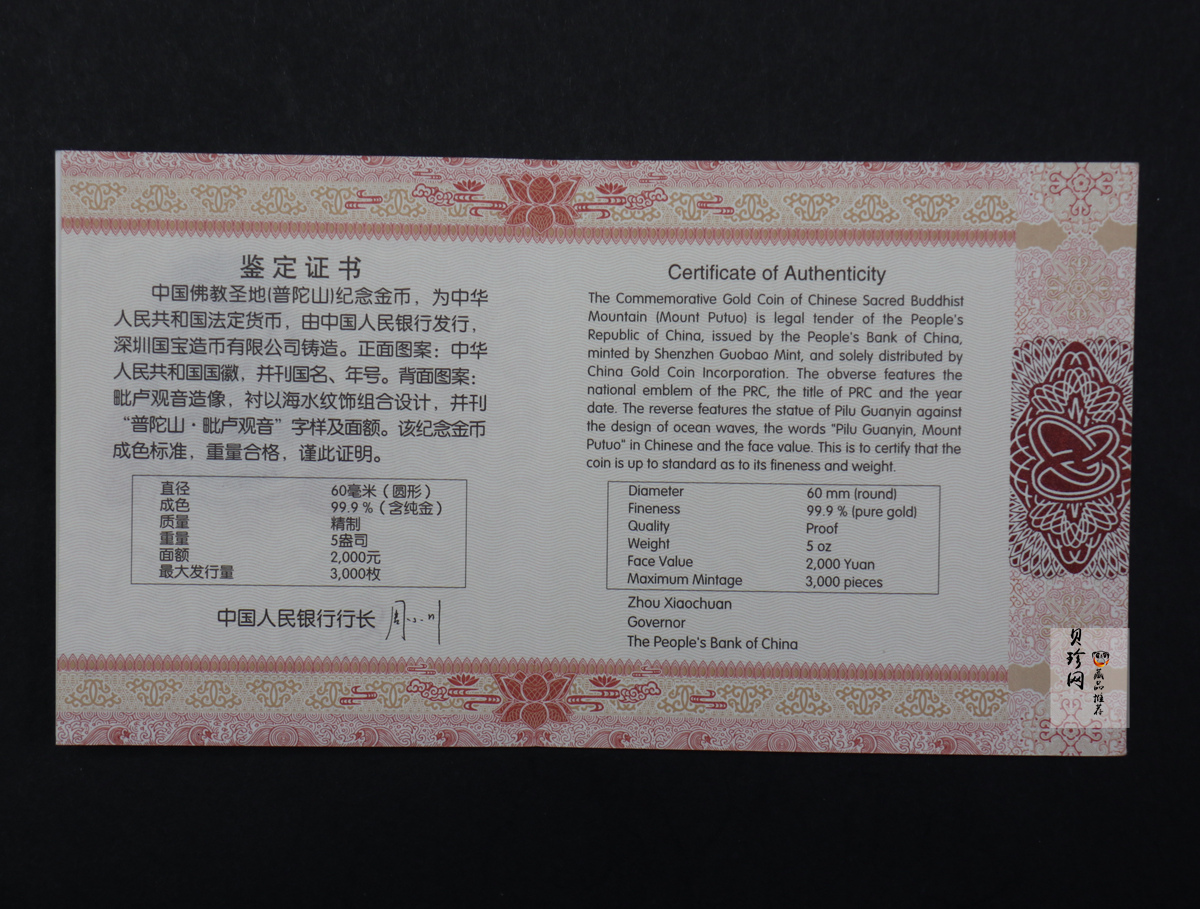 鉴定证书
中国佛教圣地(普陀山)纪念金币，为中华
人民共和国法定货币，由中国人民银行发行，
深圳国宝造币有限公司铸造。正面图案：中华
人民共和国国徽，并刊国名、年号。背面图案：
毗卢观音造像，衬以海水纹饰组合设计，并刊
“普陀山·毗卢观音”字样及面额。该纪念金币
成色标准，重量合格，谨此证明。
直径 60毫米（圆形）
成色 99.9％（含纯金）
质量 精制
重量 5盎司
面额 2,000元
最大发行量 3,000枚
中国人民银行行长 周小川
Certificate of Authenticity
The Commemorative Gold Coin of Chinese Sacred Buddhist
Mountain (Mount Putuo) is legal tender of the People's
Republic of China, issued by the People's Bank of China,
minted by Shenzhen Guobao Mint, and solely distributed by
China Gold Coin Incorporation. The obverse features the
national emblem of the PRC, the title of PRC and the year
date. The reverse features the statue of Pilu Guanyin against
the design of ocean waves, the words "Pilu Guanyin, Mount
Putuo" in Chinese and the face value. This is to certify that the
coin is up to standard as to its fineness and weight.
Diameter 60 mm (round)
Fineness 99.9 % (pure gold)
Quality Proof
Weight 5 oz
Face Value 2,000 Yuan
Maximum Mintage 3,000 pieces
Zhou Xiaochuan
Governor
The People's Bank of China
贝珍网
藏品推荐